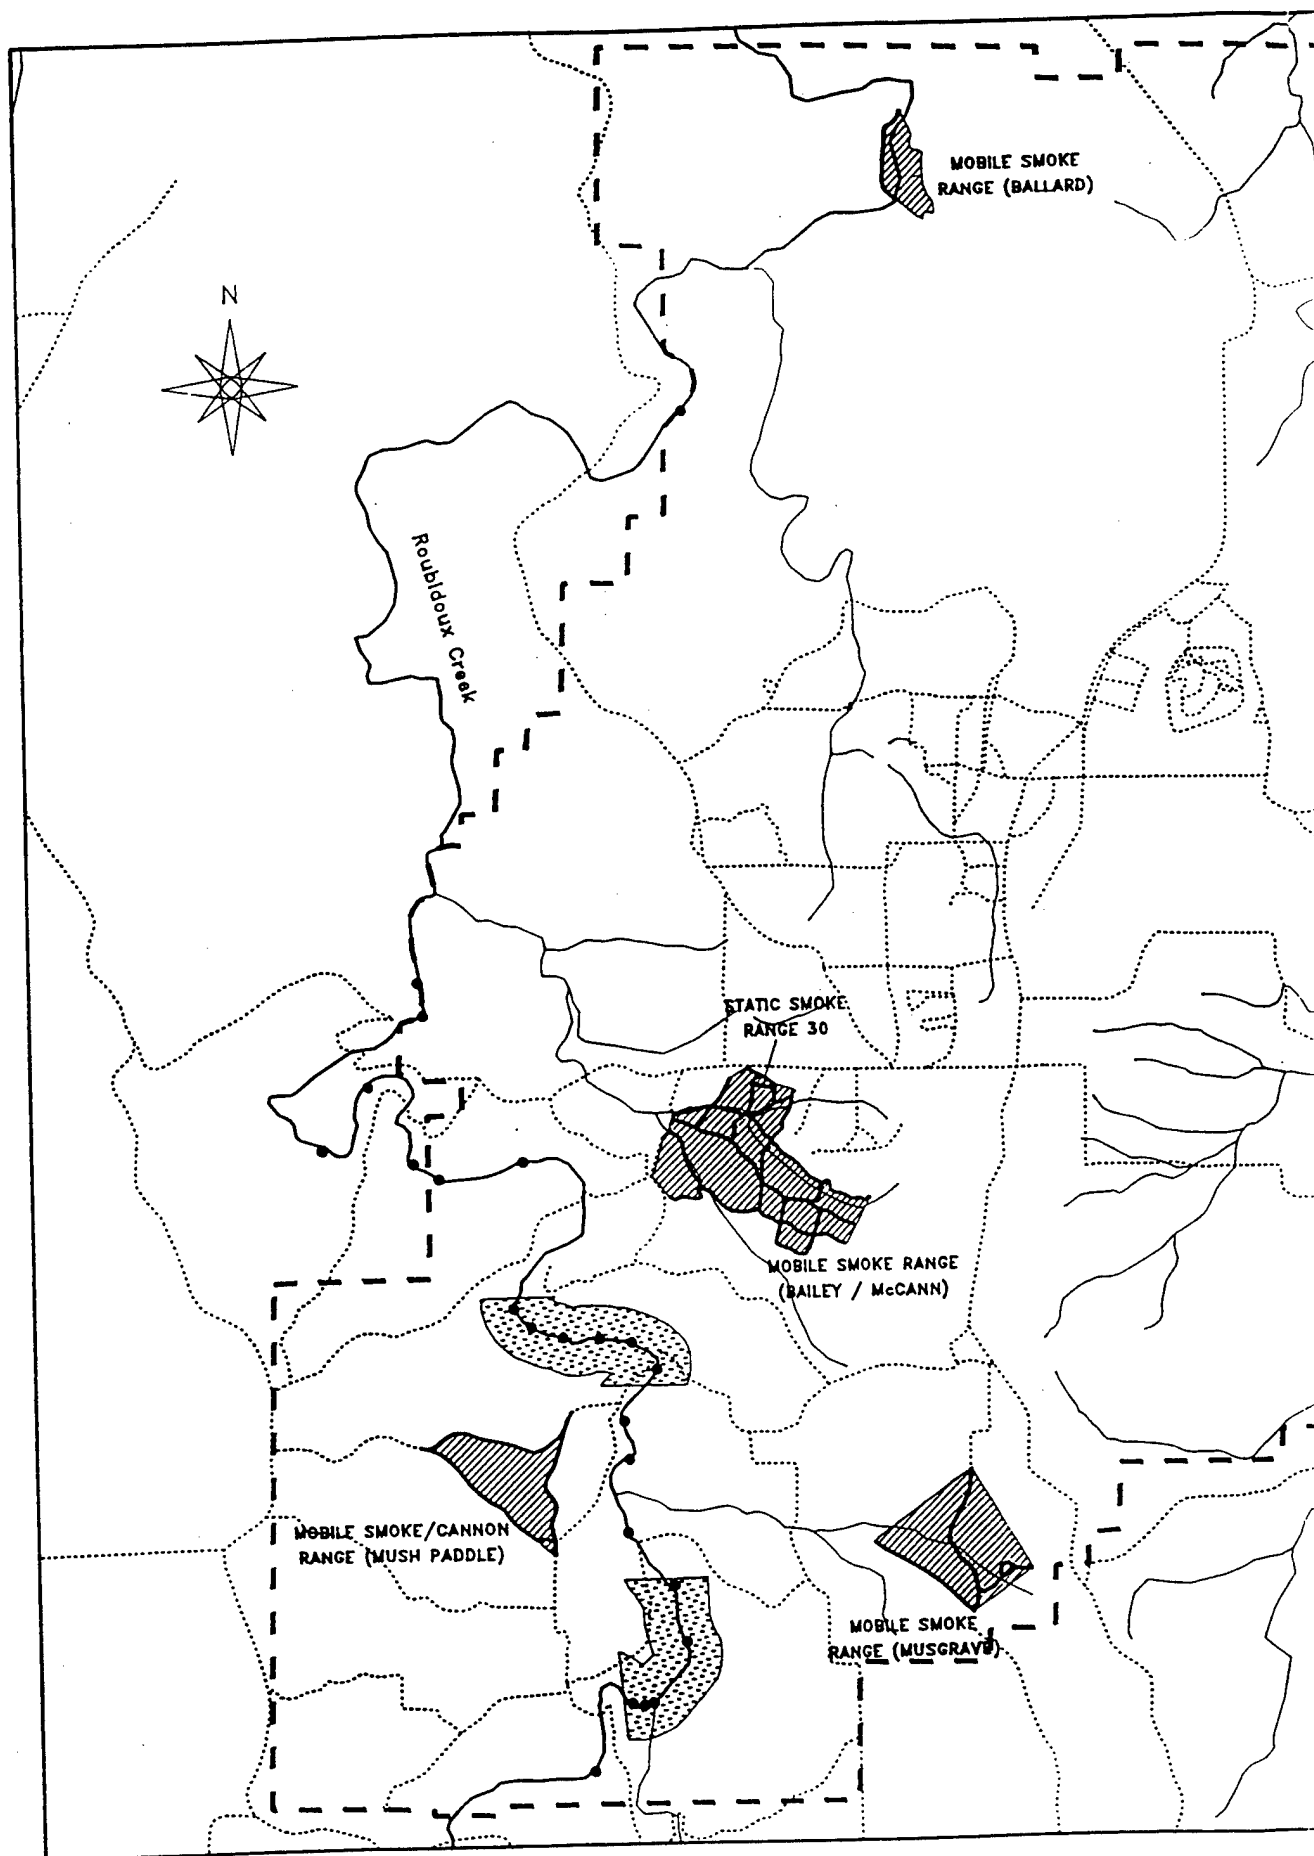 MOBILE SMOKE
RANGE (BALLARD)
N
Roubidoux Creek
STATIC SMOKE
RANGE 30
MOBILE SMOKE RANGE
(BAILEY / McCANN)
MOBILE SMOKE/CANNON
RANGE (MUSH PADDLE)
MOBILE SMOKE
RANGE (MUSGRAVE)